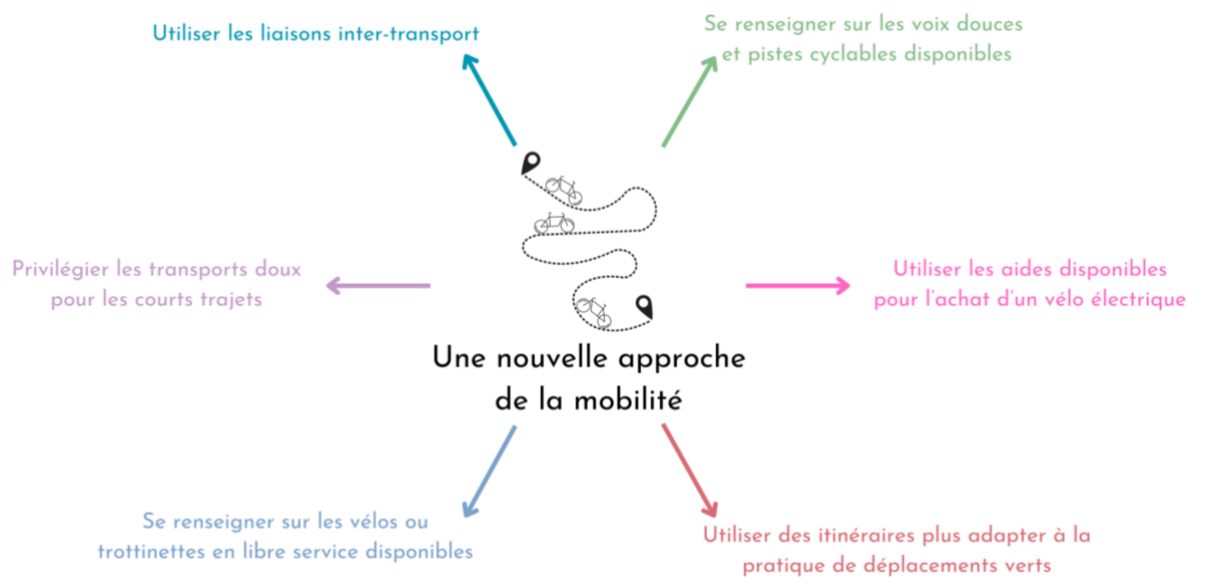 Utiliser les liaisons inter-transport
Se renseigner sur les voix douces
et pistes cyclables disponibles
Privilégier les transports doux
pour les courts trajets
Utiliser les aides disponibles
pour l'achat d'un vélo électrique
Une nouvelle approche
de la mobilité
Se renseigner sur les vélos ou
trottinettes en libre service disponibles
Utiliser des itinéraires plus adapter à la
pratique de déplacements verts